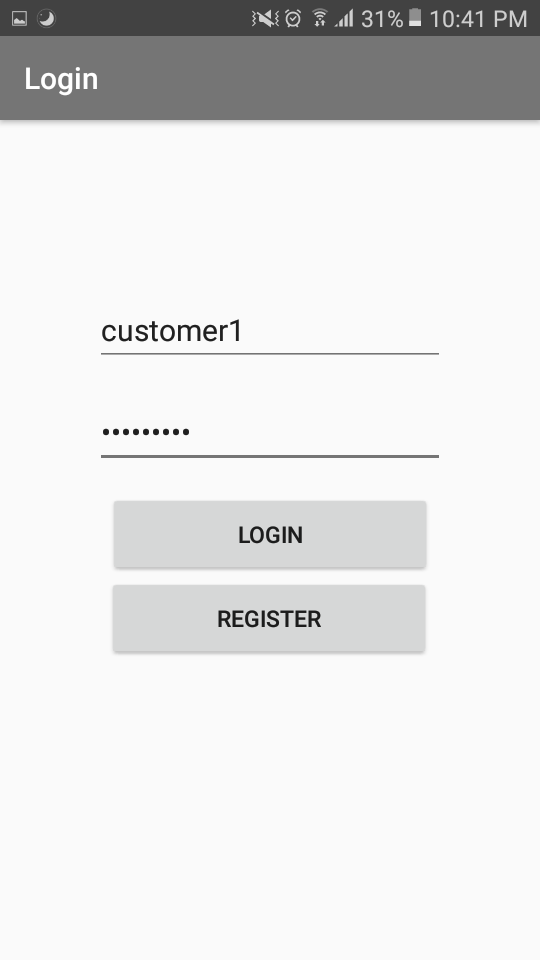 31% 10:41 PM
Login
customer1
•••••••••
LOGIN
REGISTER